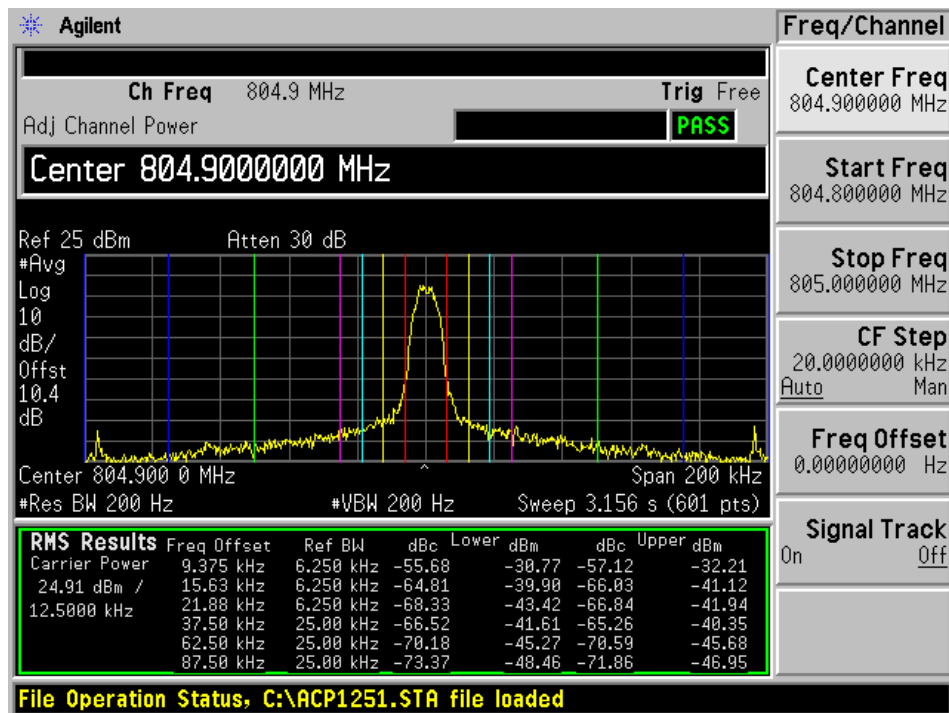 Agilent
Freq/Channel
Ch Freq 804.9 MHz Trig Free
Adj Channel Power PASS
Center 804.9000000 MHz
Ref 25 dBm Atten 30 dB
#Avg
Log
10
dB/
Offst
10.4
dB
Center 804.900 0 MHz Span 200 kHz
#Res BW 200 Hz #VBW 200 Hz Sweep 3.156 s (601 pts)
RMS Results Freq Offset Ref BW dBc Lower dBm dBc Upper dBm
Carrier Power 9.375 kHz 6.250 kHz -55.68 -30.77 -57.12 -32.21
24.91 dBm / 15.63 kHz 6.250 kHz -64.81 -39.90 -66.03 -41.12
12.5000 kHz 21.88 kHz 6.250 kHz -68.33 -43.42 -66.84 -41.94
37.50 kHz 25.00 kHz -66.52 -41.61 -65.26 -40.35
62.50 kHz 25.00 kHz -70.18 -45.27 -70.59 -45.68
87.50 kHz 25.00 kHz -73.37 -48.46 -71.86 -46.95
Center Freq
804.900000 MHz
Start Freq
804.800000 MHz
Stop Freq
805.000000 MHz
CF Step
20.0000000 kHz
Auto Man
Freq Offset
0.00000000 Hz
Signal Track
On Off
File Operation Status, C:\ACP1251.STA file loaded